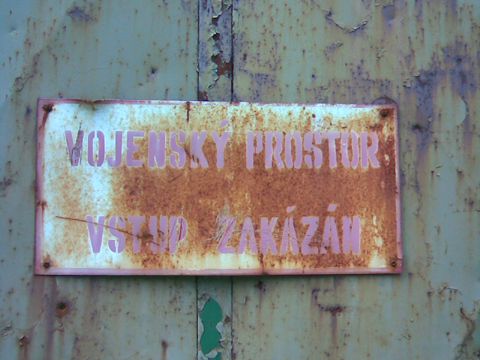 VOJENSKÝ PROSTOR
VSTUP ZAKÁZÁN